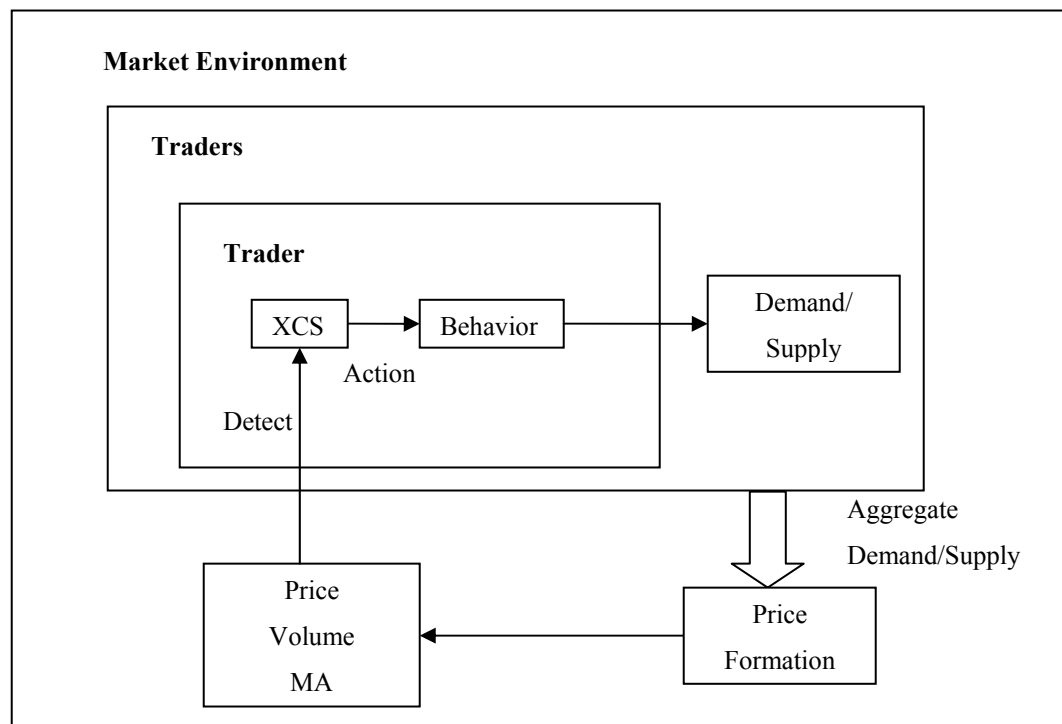 Market Environment
Traders
Trader
XCS
Behavior
Demand/
Supply
Action
Detect
Aggregate
Demand/Supply
Price
Volume
MA
Price
Formation